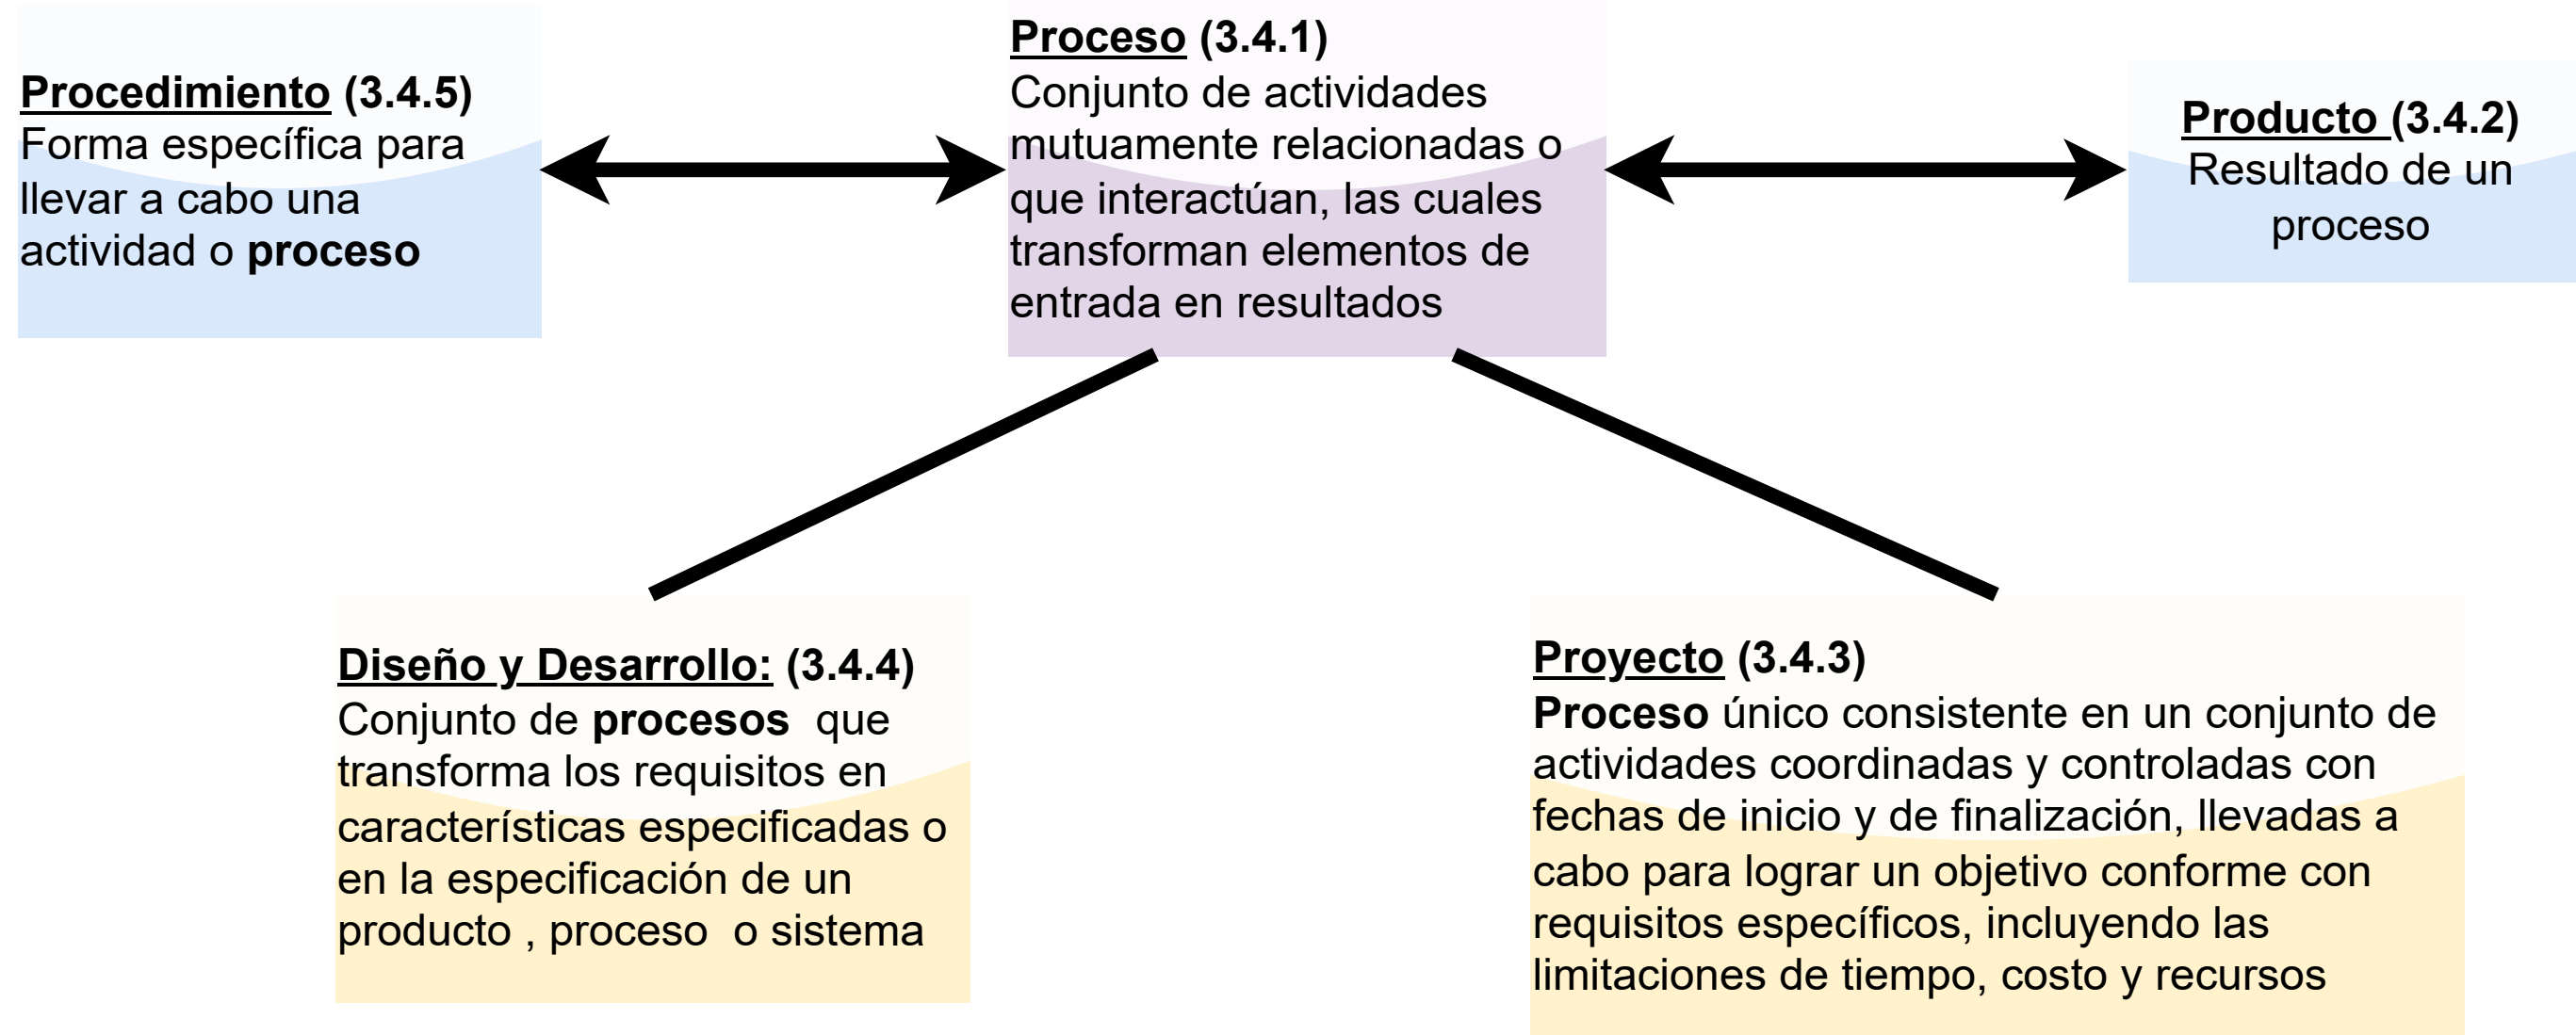 Procedimiento (3.4.5)
Forma específica para
llevar a cabo una
actividad o proceso
Proceso (3.4.1)
Conjunto de actividades
mutuamente relacionadas o
que interactúan, las cuales
transforman elementos de
entrada en resultados
Producto (3.4.2)
Resultado de un
proceso
Diseño y Desarrollo: (3.4.4)
Conjunto de procesos  que
transforma los requisitos en
características especificadas o
en la especificación de un
producto , proceso  o sistema
Proyecto (3.4.3)
Proceso único consistente en un conjunto de
actividades coordinadas y controladas con
fechas de inicio y de finalización, llevadas a
cabo para lograr un objetivo conforme con
requisitos específicos, incluyendo las
limitaciones de tiempo, costo y recursos